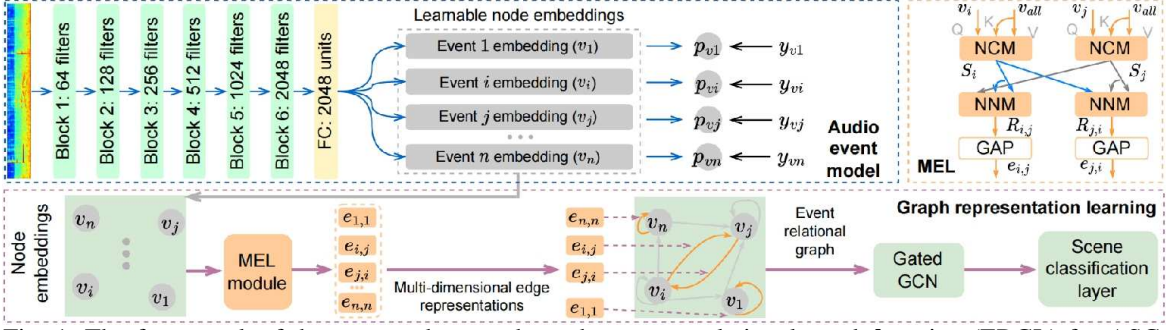 Block 1: 64 filters
Block 2: 128 filters
Block 3: 256 filters
Block 4: 512 filters
Block 5: 1024 filters
Block 6: 2048 filters
FC: 2048 units
Learnable node embeddings
Event 1 embedding (v1)
Event i embedding (vi)
Event j embedding (vj)
Event n embedding (vn)
pv1 yv1
pvi yvi
pvj yvj
pvn yvn
Audio
event
model
vi vall vj vall
Q K V Q K V
NCM NCM
Si Sj
NNM NNM
Ri,j Rj,i
GAP GAP
MEL ei,j ej,i
Node
embeddings
vn vj
vi v1
MEL
module
e1,1
ei,j
ej,i
en,n
Multi-dimensional edge
representations
en,n
ei,j
ej,i
e1,1
vn vj
vi v1
Event
relational
graph
Graph representation learning
Gated
GCN
Scene
classification
layer